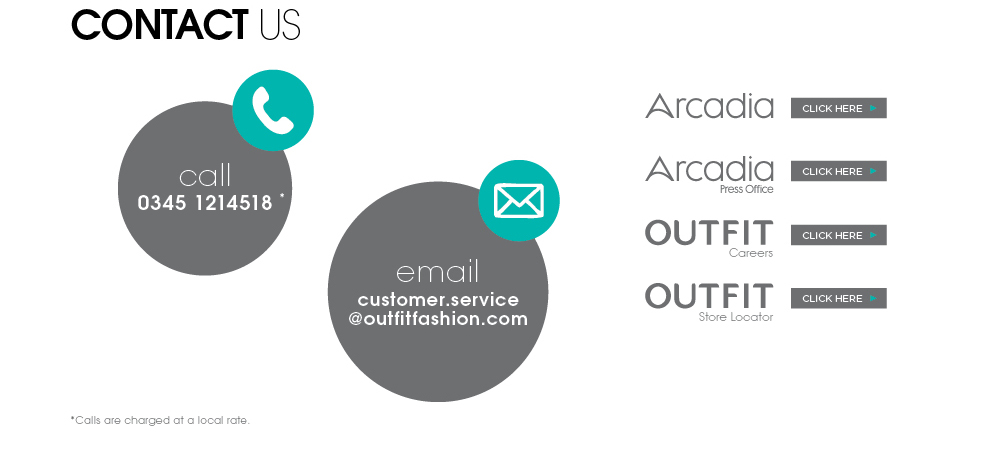 CONTACT US
call
0345 1214518 *
email
customer.service
@outfitfashion.com
Arcadia CLICK HERE
Arcadia CLICK HERE
Press Office
OUTFIT CLICK HERE
Careers
OUTFIT CLICK HERE
Store Locator
*Calls are charged at a local rate.